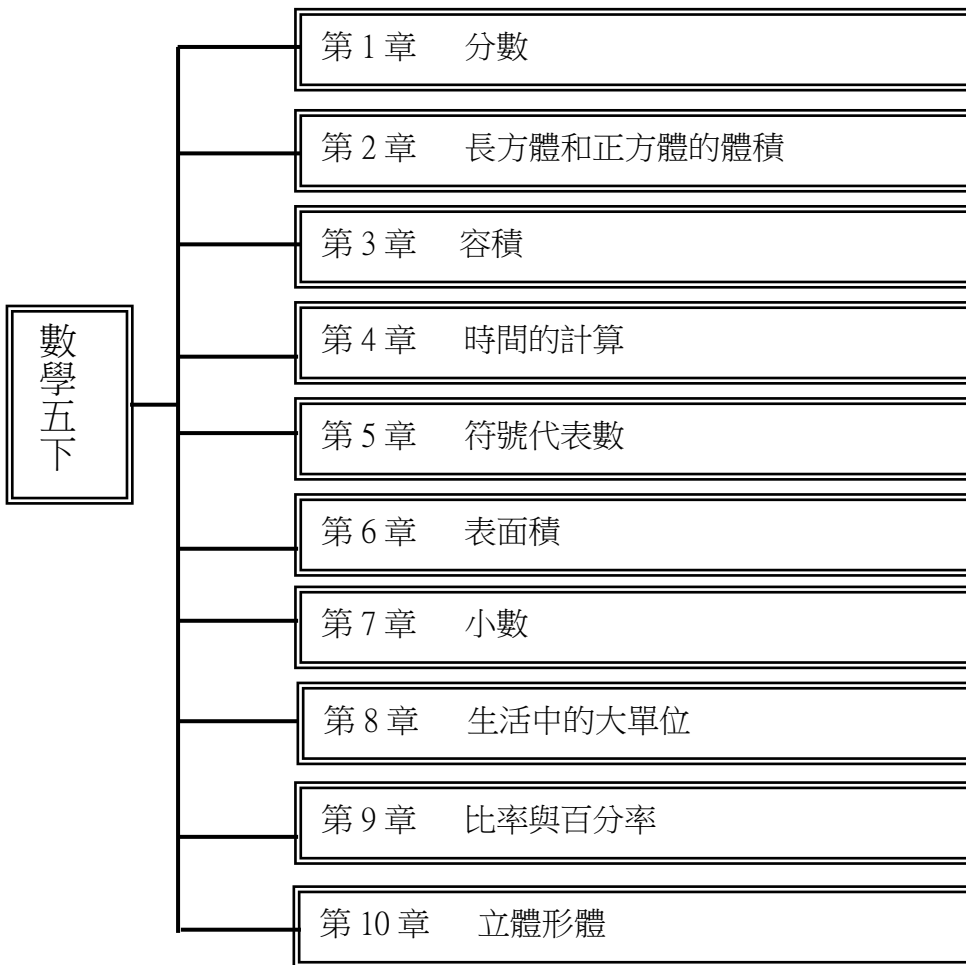 數學五下
第 1 章 分數
第 2 章 長方體和正方體的體積
第 3 章 容積
第 4 章 時間的計算
第 5 章 符號代表數
第 6 章 表面積
第 7 章 小數
第 8 章 生活中的大單位
第 9 章 比率與百分率
第 10 章 立體形體